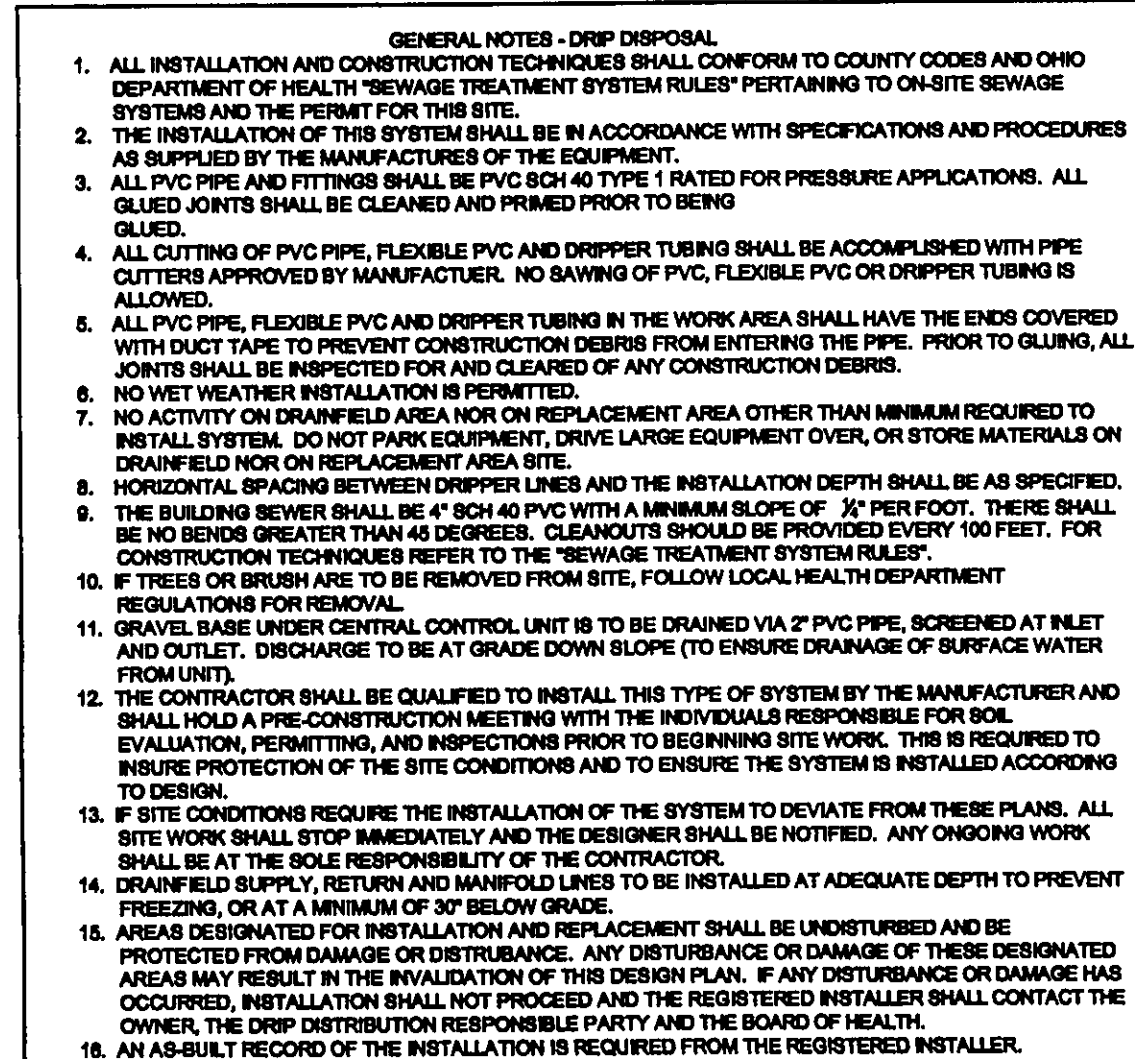 GENERAL NOTES - DRIP DISPOSAL
1. ALL INSTALLATION AND CONSTRUCTION TECHNIQUES SHALL CONFORM TO COUNTY CODES AND OHIO
DEPARTMENT OF HEALTH "SEWAGE TREATMENT SYSTEM RULES" PERTAINING TO ON-SITE SEWAGE
SYSTEMS AND THE PERMIT FOR THIS SITE.
2. THE INSTALLATION OF THIS SYSTEM SHALL BE IN ACCORDANCE WITH SPECIFICATIONS AND PROCEDURES
AS SUPPLIED BY THE MANUFACTURES OF THE EQUIPMENT.
3. ALL PVC PIPE AND FITTINGS SHALL BE PVC SCH 40 TYPE 1 RATED FOR PRESSURE APPLICATIONS. ALL
GLUED JOINTS SHALL BE CLEANED AND PRIMED PRIOR TO BEING
GLUED.
4. ALL CUTTING OF PVC PIPE, FLEXIBLE PVC AND DRIPPER TUBING SHALL BE ACCOMPLISHED WITH PIPE
CUTTERS APPROVED BY MANUFACTUER. NO SAWING OF PVC, FLEXIBLE PVC OR DRIPPER TUBING IS
ALLOWED.
5. ALL PVC PIPE, FLEXIBLE PVC AND DRIPPER TUBING IN THE WORK AREA SHALL HAVE THE ENDS COVERED
WITH DUCT TAPE TO PREVENT CONSTRUCTION DEBRIS FROM ENTERING THE PIPE. PRIOR TO GLUING, ALL
JOINTS SHALL BE INSPECTED FOR AND CLEARED OF ANY CONSTRUCTION DEBRIS.
6. NO WET WEATHER INSTALLATION IS PERMITTED.
7. NO ACTIVITY ON DRAINFIELD AREA NOR ON REPLACEMENT AREA OTHER THAN MINIMUM REQUIRED TO
INSTALL SYSTEM. DO NOT PARK EQUIPMENT, DRIVE LARGE EQUIPMENT OVER, OR STORE MATERIALS ON
DRAINFIELD NOR ON REPLACEMENT AREA SITE.
8. HORIZONTAL SPACING BETWEEN DRIPPER LINES AND THE INSTALLATION DEPTH SHALL BE AS SPECIFIED.
9. THE BUILDING SEWER SHALL BE 4" SCH 40 PVC WITH A MINIMUM SLOPE OF ¼" PER FOOT. THERE SHALL
BE NO BENDS GREATER THAN 45 DEGREES. CLEANOUTS SHOULD BE PROVIDED EVERY 100 FEET. FOR
CONSTRUCTION TECHNIQUES REFER TO THE "SEWAGE TREATMENT SYSTEM RULES".
10. IF TREES OR BRUSH ARE TO BE REMOVED FROM SITE, FOLLOW LOCAL HEALTH DEPARTMENT
REGULATIONS FOR REMOVAL
11. GRAVEL BASE UNDER CENTRAL CONTROL UNIT IS TO BE DRAINED VIA 2" PVC PIPE, SCREENED AT INLET
AND OUTLET. DISCHARGE TO BE AT GRADE DOWN SLOPE (TO ENSURE DRAINAGE OF SURFACE WATER
FROM UNIT).
12. THE CONTRACTOR SHALL BE QUALIFIED TO INSTALL THIS TYPE OF SYSTEM BY THE MANUFACTURER AND
SHALL HOLD A PRE-CONSTRUCTION MEETING WITH THE INDIVIDUALS RESPONSIBLE FOR SOIL
EVALUATION, PERMITTING, AND INSPECTIONS PRIOR TO BEGINNING SITE WORK. THIS IS REQUIRED TO
INSURE PROTECTION OF THE SITE CONDITIONS AND TO ENSURE THE SYSTEM IS INSTALLED ACCORDING
TO DESIGN.
13. IF SITE CONDITIONS REQUIRE THE INSTALLATION OF THE SYSTEM TO DEVIATE FROM THESE PLANS. ALL
SITE WORK SHALL STOP IMMEDIATELY AND THE DESIGNER SHALL BE NOTIFIED. ANY ONGOING WORK
SHALL BE AT THE SOLE RESPONSIBILITY OF THE CONTRACTOR.
14. DRAINFIELD SUPPLY, RETURN AND MANIFOLD LINES TO BE INSTALLED AT ADEQUATE DEPTH TO PREVENT
FREEZING, OR AT A MINIMUM OF 30" BELOW GRADE.
15. AREAS DESIGNATED FOR INSTALLATION AND REPLACEMENT SHALL BE UNDISTURBED AND BE
PROTECTED FROM DAMAGE OR DISTRUBANCE. ANY DISTURBANCE OR DAMAGE OF THESE DESIGNATED
AREAS MAY RESULT IN THE INVALIDATION OF THIS DESIGN PLAN. IF ANY DISTURBANCE OR DAMAGE HAS
OCCURRED, INSTALLATION SHALL NOT PROCEED AND THE REGISTERED INSTALLER SHALL CONTACT THE
OWNER, THE DRIP DISTRIBUTION RESPONSIBLE PARTY AND THE BOARD OF HEALTH.
16. AN AS-BUILT RECORD OF THE INSTALLATION IS REQUIRED FROM THE REGISTERED INSTALLER.